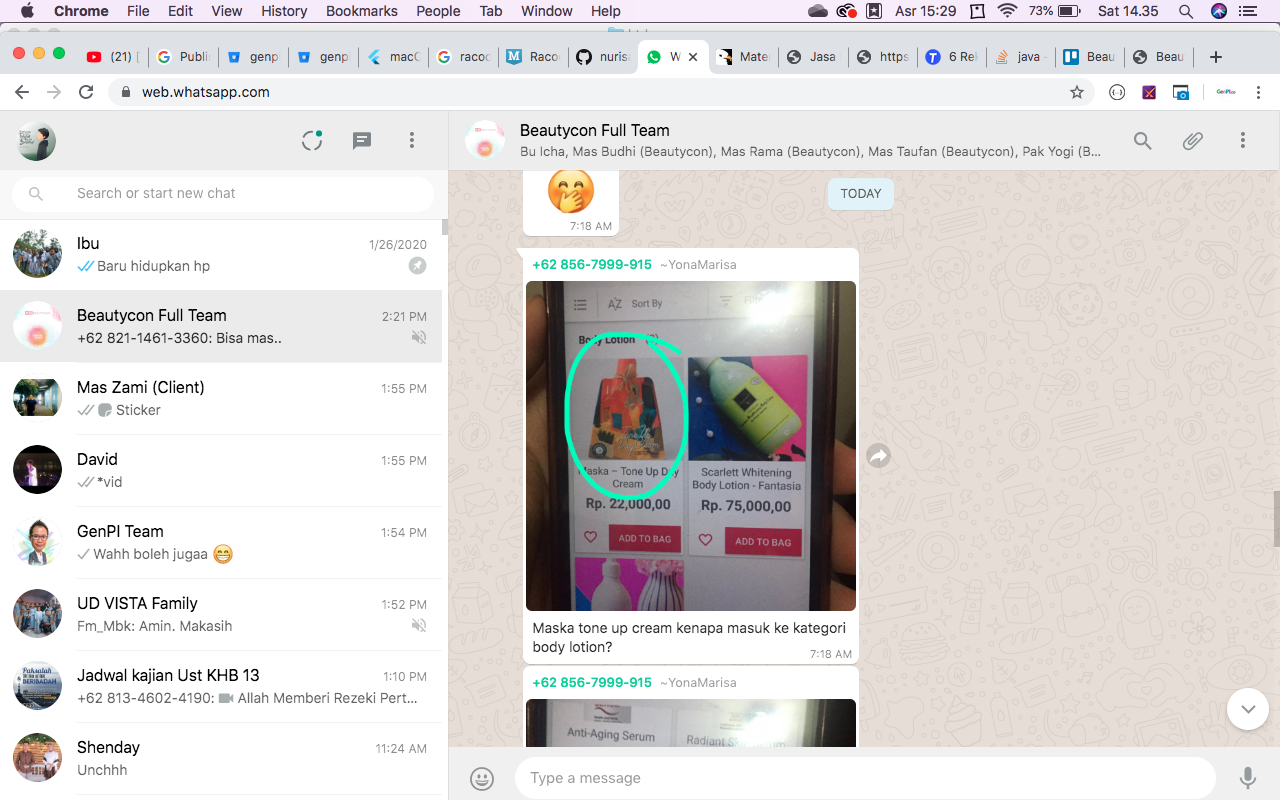 Chrome File Edit View History Bookmarks People Tab Window Help Asr 15:29 73% Sat 14.35
(21) [ Publi genp genp macC racoo Raco nuris W Mate Jasa https 6 Rel java - Beau Beau
web.whatsapp.com
Search or start new chat
Ibu 1/26/2020
Baru hidupkan hp
Beautycon Full Team 2:21 PM
+62 821-1461-3360: Bisa mas..
Mas Zami (Client) 1:55 PM
Sticker
David 1:55 PM
*vid
GenPI Team 1:54 PM
Wahh boleh jugaa 😁
UD VISTA Family 1:52 PM
Fm_Mbk: Amin. Makasih
Jadwal kajian Ust KHB 13 1:10 PM
+62 813-4602-4190: Allah Memberi Rezeki Pert...
Shenday 11:24 AM
Unchhh
Beautycon Full Team
Bu Icha, Mas Budhi (Beautycon), Mas Rama (Beautycon), Mas Taufan (Beautycon), Pak Yogi (B...
TODAY
7:18 AM
+62 856-7999-915 ~YonaMarisa
AZ Sort By
Body Lotion
Maska – Tone Up Day
Cream
Rp. 22,000,00
ADD TO BAG
Scarlett Whitening
Body Lotion - Fantasia
Rp. 75,000,00
ADD TO BAG
Maska tone up cream kenapa masuk ke kategori
body lotion?
7:18 AM
+62 856-7999-915 ~YonaMarisa
Anti-Aging Serum
Type a message